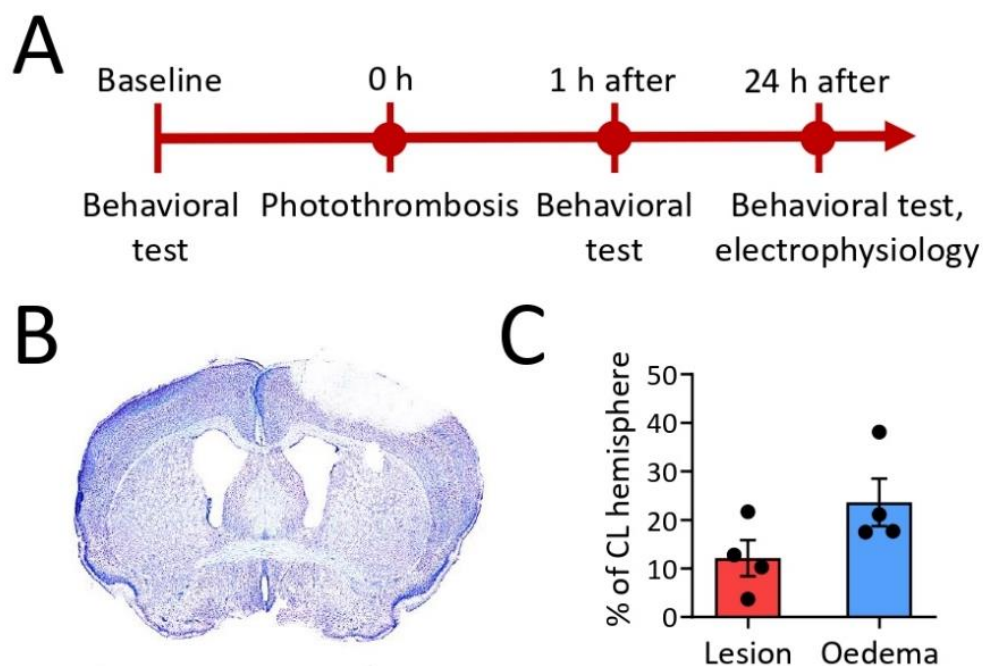 A
Baseline 0 h 1 h after 24 h after
Behavioral Photothrombosis Behavioral Behavioral test,
test test electrophysiology
B
C
% of CL hemisphere
50
40
30
20
10
0
Lesion Oedema